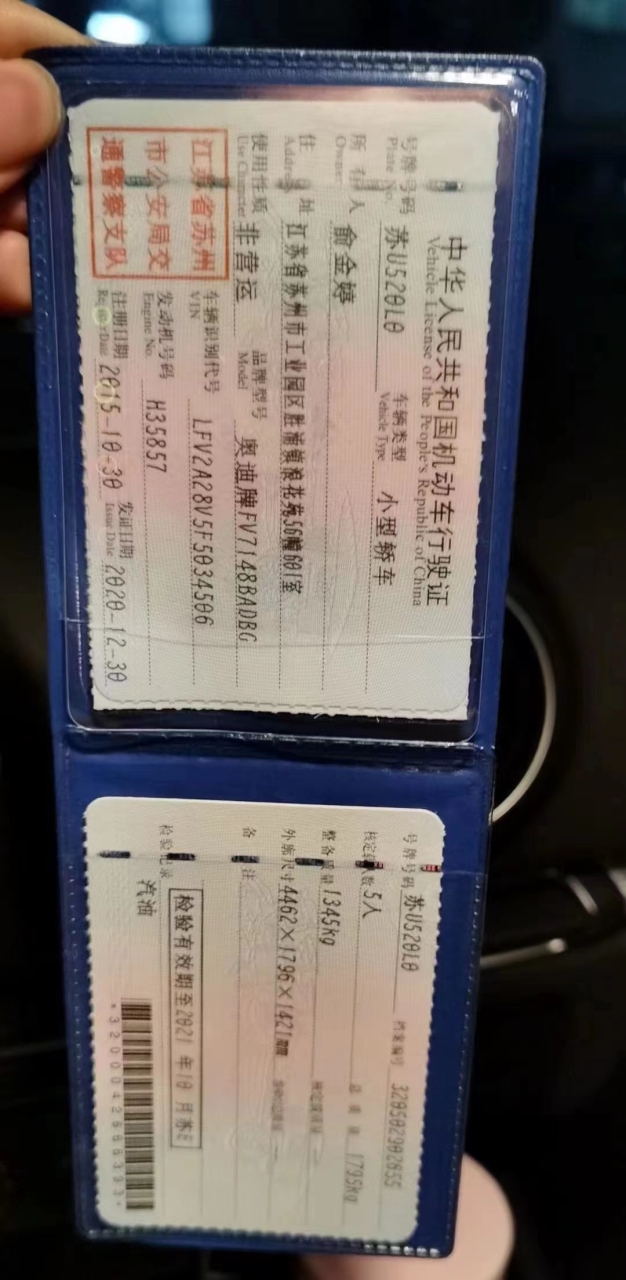 中华人民共和国机动车行驶证
Vehicle License of the People's Republic of China
号牌号码 苏U520L0 车辆类型 小型轿车
Plate No. Vehicle Type
所有人 俞金婷
Owner
住址 江苏省苏州市工业园区胜浦镇浪花苑56幢601室
Address
使用性质 非营运 品牌型号 奥迪牌FV7148BADBG
Use Character Model
江苏省苏州
市公安局交
通警察支队
车辆识别代号 LFV2A28V5F5034506
VIN
发动机号码 H35857
Engine No.
注册日期 2015-10-30 发证日期 2020-12-30
Register Date Issue Date
号牌号码 苏U520L0 档案编号 320502902655
核定载人数 5人 总质量 1795kg
整备质量 1345kg 核定载质量 —
外廓尺寸 4462×1796×1421mm —
备注
检验有效期至2021年10月苏E
检验记录
汽油